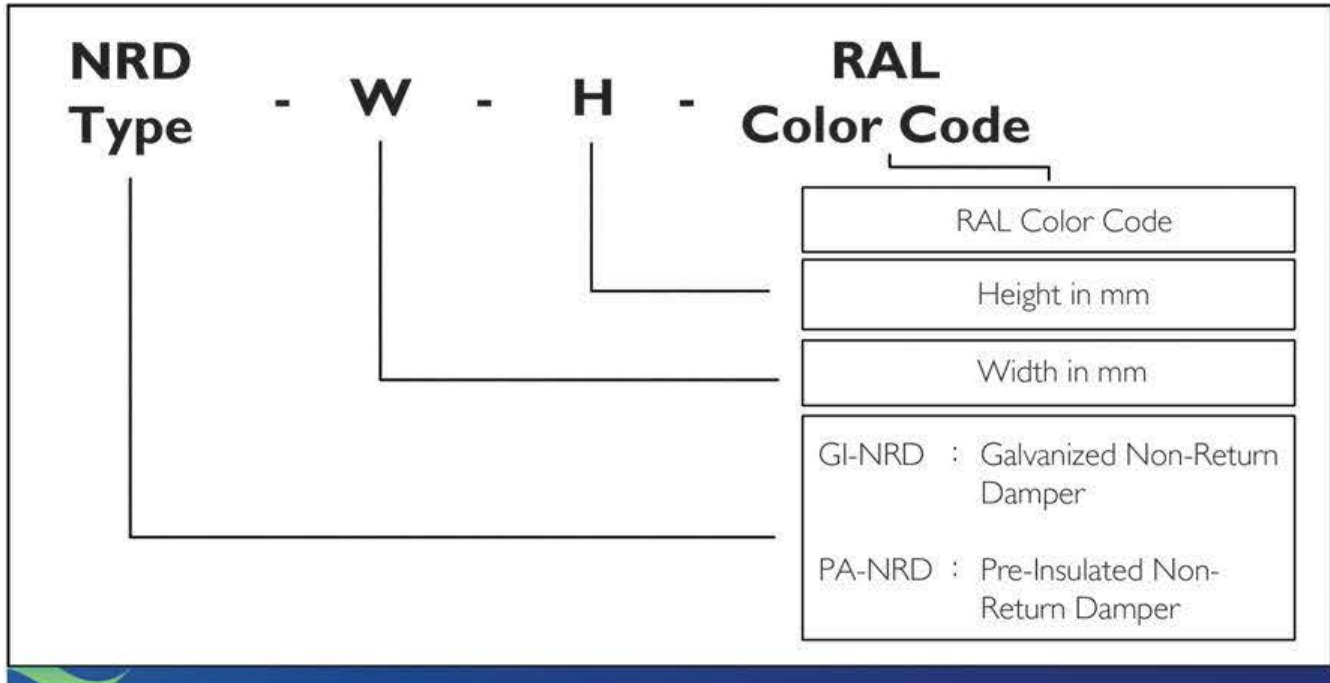 NRD
Type - W - H - RAL
Color Code
RAL Color Code
Height in mm
Width in mm
GI-NRD : Galvanized Non-Return
Damper
PA-NRD : Pre-Insulated Non-
Return Damper